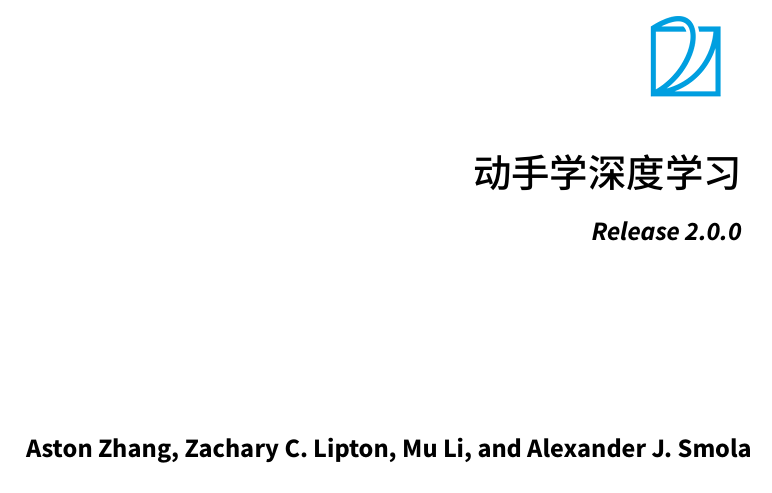 动手学深度学习
Release 2.0.0
Aston Zhang, Zachary C. Lipton, Mu Li, and Alexander J. Smola